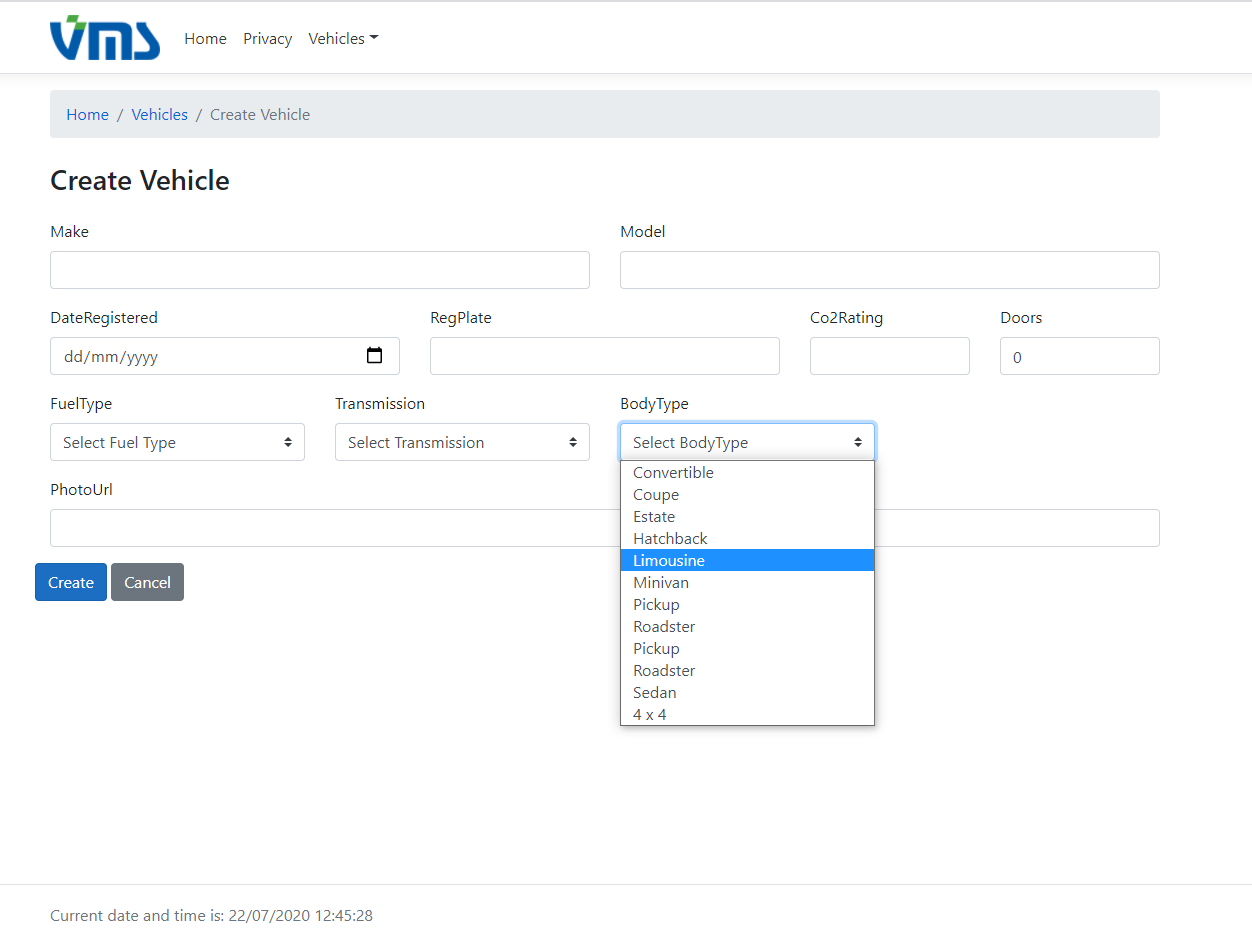 vms Home Privacy Vehicles
Home / Vehicles / Create Vehicle
Create Vehicle
Make Model
DateRegistered RegPlate Co2Rating Doors
dd/mm/yyyy 0
FuelType Transmission BodyType
Select Fuel Type Select Transmission Select BodyType
Convertible
Coupe
Estate
Hatchback
Limousine
Minivan
Pickup
Roadster
Pickup
Roadster
Sedan
4 x 4
PhotoUrl
Create Cancel
Current date and time is: 22/07/2020 12:45:28